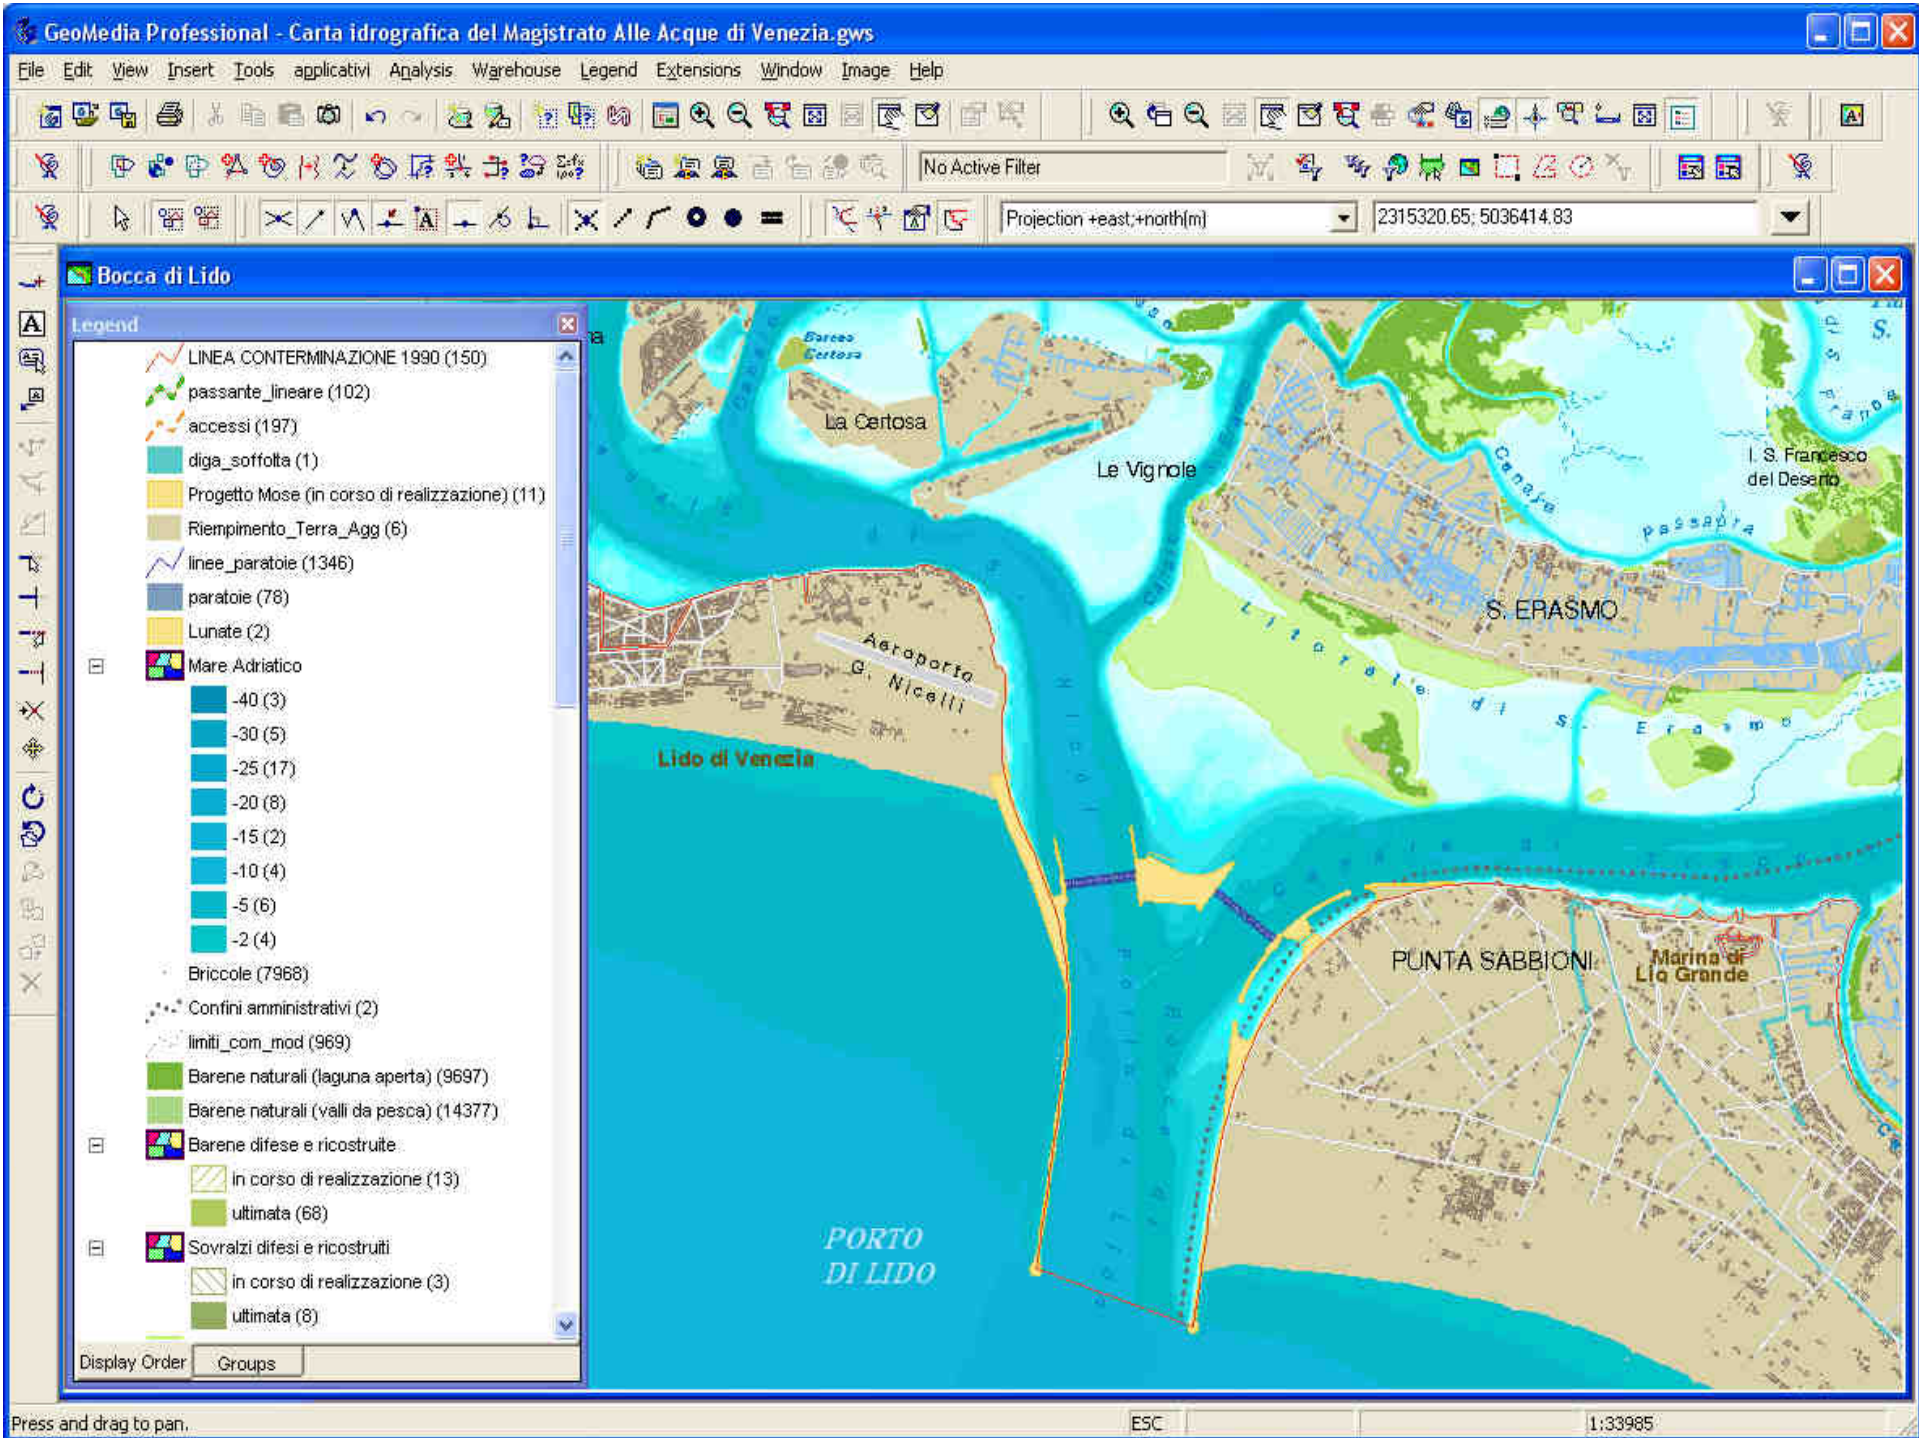 GeoMedia Professional - Carta idrografica del Magistrato Alle Acque di Venezia.gws
File Edit View Insert Tools applicativi Analysis Warehouse Legend Extensions Window Image Help
No Active Filter
Projection +east;+north(m)
2315320.65; 5036414.83
Bocca di Lido
Legend
LINEA CONTERMINAZIONE 1990 (150)
passante_lineare (102)
accessi (197)
diga_soffolta (1)
Progetto Mose (in corso di realizzazione) (11)
Riempimento_Terra_Agg (6)
linee_paratoie (1346)
paratoie (78)
Lunate (2)
Mare Adriatico
-40 (3)
-30 (5)
-25 (17)
-20 (8)
-15 (2)
-10 (4)
-5 (6)
-2 (4)
Briccole (7968)
Confini amministrativi (2)
limiti_com_mod (969)
Barene naturali (laguna aperta) (9697)
Barene naturali (valli da pesca) (14377)
Barene difese e ricostruite
in corso di realizzazione (13)
ultimata (68)
Sovralzi difesi e ricostruiti
in corso di realizzazione (3)
ultimata (8)
Display Order Groups
Barena
Certosa
La Certosa
Le Vignole
I. S. Francesco
del Deserto
Canale passaora
S. ERASMO
Litorale di S. Erasmo
Aeroporto
G. Nicelli
Lido di Venezia
PUNTA SABBIONI
Marina di
Lio Grande
PORTO
DI LIDO
Press and drag to pan.
ESC
1:33985